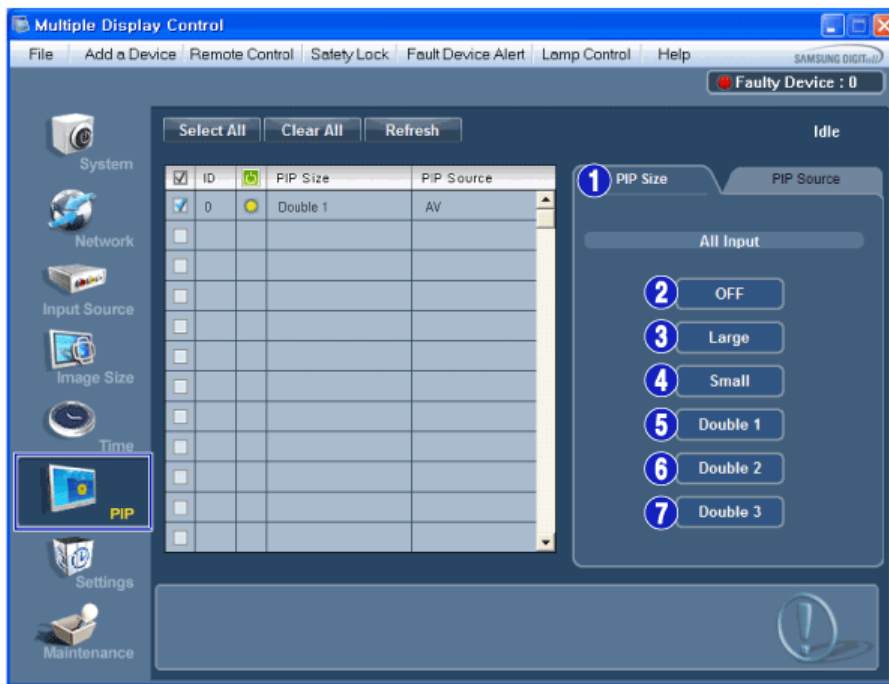 Multiple Display Control
File Add a Device Remote Control Safety Lock Fault Device Alert Lamp Control Help
SAMSUNG DIGITall
Faulty Device : 0
Select All Clear All Refresh
Idle
System
Network
Input Source
Image Size
Time
PIP
Settings
Maintenance
ID PIP Size PIP Source
0 Double 1 AV
1 PIP Size PIP Source
All Input
2 OFF
3 Large
4 Small
5 Double 1
6 Double 2
7 Double 3